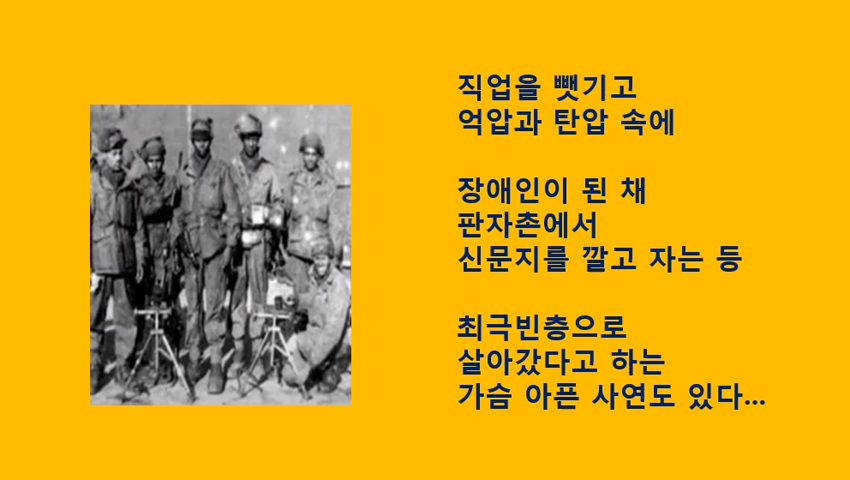 직업을 뺏기고
억압과 탄압 속에
장애인이 된 채
판자촌에서
신문지를 깔고 자는 등
최극빈층으로
살아갔다고 하는
가슴 아픈 사연도 있다...